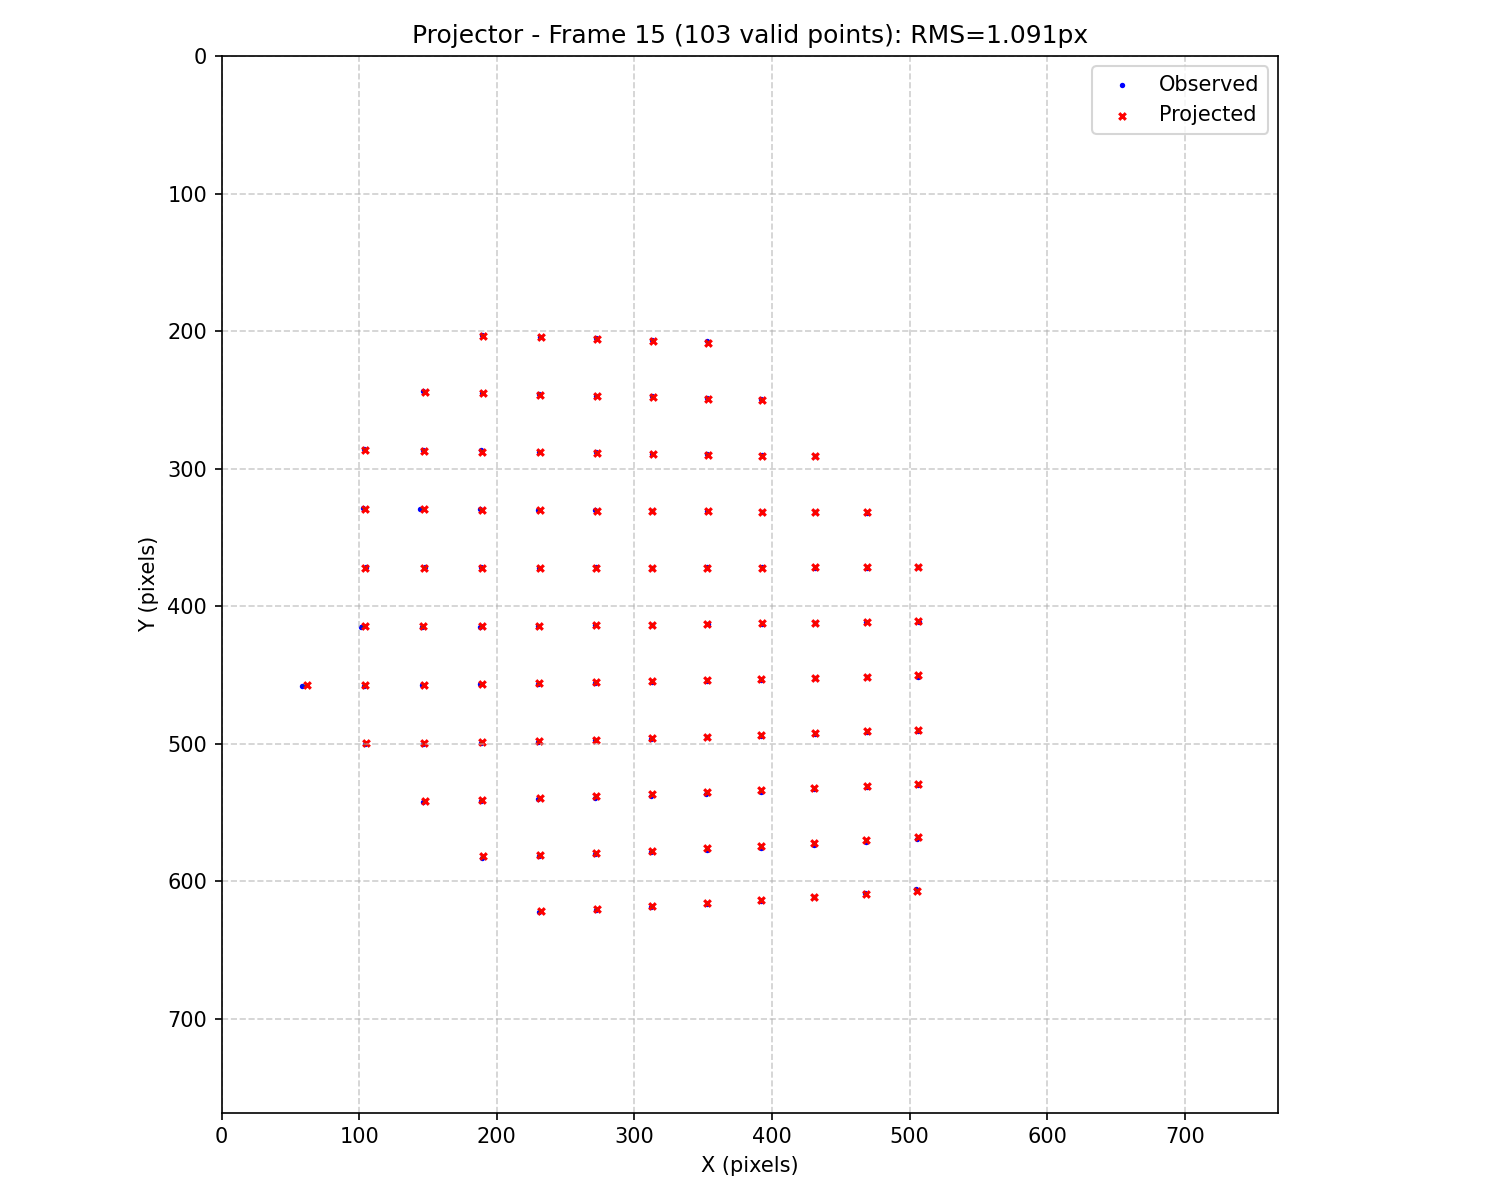 Projector - Frame 15 (103 valid points): RMS=1.091px
Observed
Projected
0
100
200
300
400
500
600
700
Y (pixels)
0 100 200 300 400 500 600 700
X (pixels)